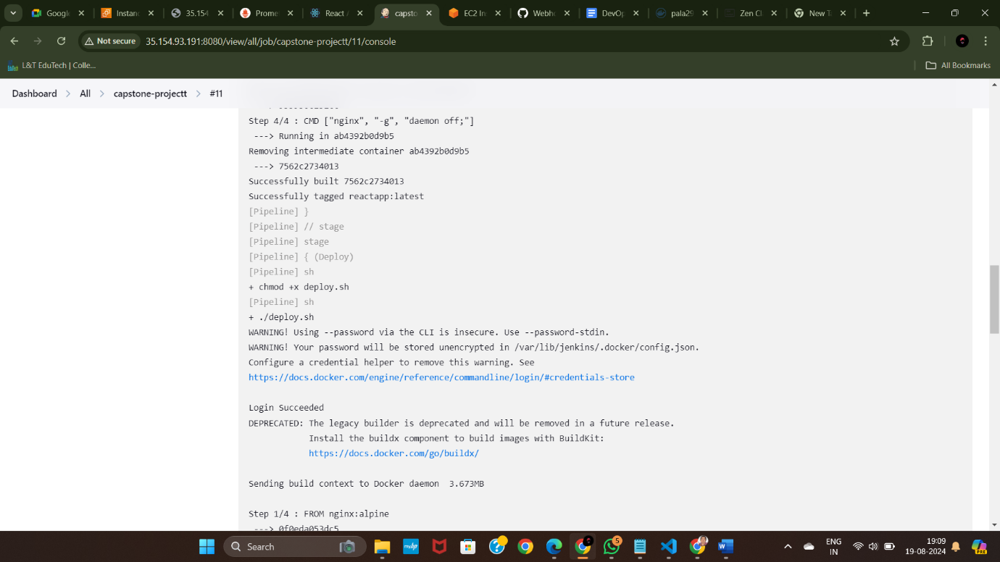 Google
Instan
35.154
Prome
React A
capsto
EC2 In
Webho
DevOp
pala29
Zen Cl
New T
Not secure
35.154.93.191:8080/view/all/job/capstone-projectt/11/console
L&T EduTech | Colle...
All Bookmarks
Dashboard > All > capstone-projectt > #11
Step 4/4 : CMD ["nginx", "-g", "daemon off;"]
---> Running in ab4392b0d9b5
Removing intermediate container ab4392b0d9b5
---> 7562c2734013
Successfully built 7562c2734013
Successfully tagged reactapp:latest
[Pipeline] }
[Pipeline] // stage
[Pipeline] stage
[Pipeline] { (Deploy)
[Pipeline] sh
+ chmod +x deploy.sh
[Pipeline] sh
+ ./deploy.sh
WARNING! Using --password via the CLI is insecure. Use --password-stdin.
WARNING! Your password will be stored unencrypted in /var/lib/jenkins/.docker/config.json.
Configure a credential helper to remove this warning. See
https://docs.docker.com/engine/reference/commandline/login/#credentials-store
Login Succeeded
DEPRECATED: The legacy builder is deprecated and will be removed in a future release.
Install the buildx component to build images with BuildKit:
https://docs.docker.com/go/buildx/
Sending build context to Docker daemon  3.673MB
Step 1/4 : FROM nginx:alpine
---> 0f0eda053dc5
Search
myhp
5
W
ENG
IN
19:09
19-08-2024
PRE